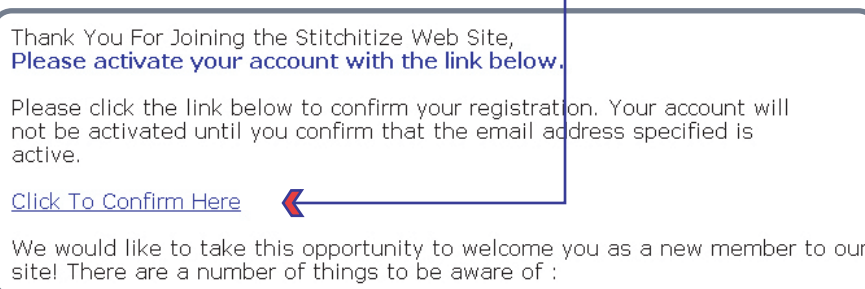 Thank You For Joining the Stitchitize Web Site,
Please activate your account with the link below.
Please click the link below to confirm your registration. Your account will
not be activated until you confirm that the email address specified is
active.
Click To Confirm Here
We would like to take this opportunity to welcome you as a new member to our
site! There are a number of things to be aware of :